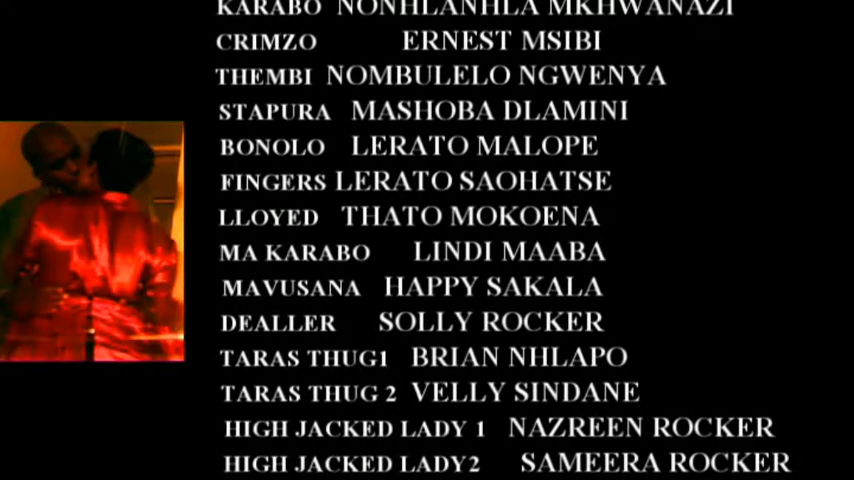 KARABO NONHLANHLA MKHWANAZI
CRIMZO ERNEST MSIBI
THEMBI NOMBULELO NGWENYA
STAPURA MASHOBA DLAMINI
BONOLO LERATO MALOPE
FINGERS LERATO SAOHATSE
LLOYED THATO MOKOENA
MA KARABO LINDI MAABA
MAVUSANA HAPPY SAKALA
DEALLER SOLLY ROCKER
TARAS THUG1 BRIAN NHLAPO
TARAS THUG 2 VELLY SINDANE
HIGH JACKED LADY 1 NAZREEN ROCKER
HIGH JACKED LADY2 SAMEERA ROCKER